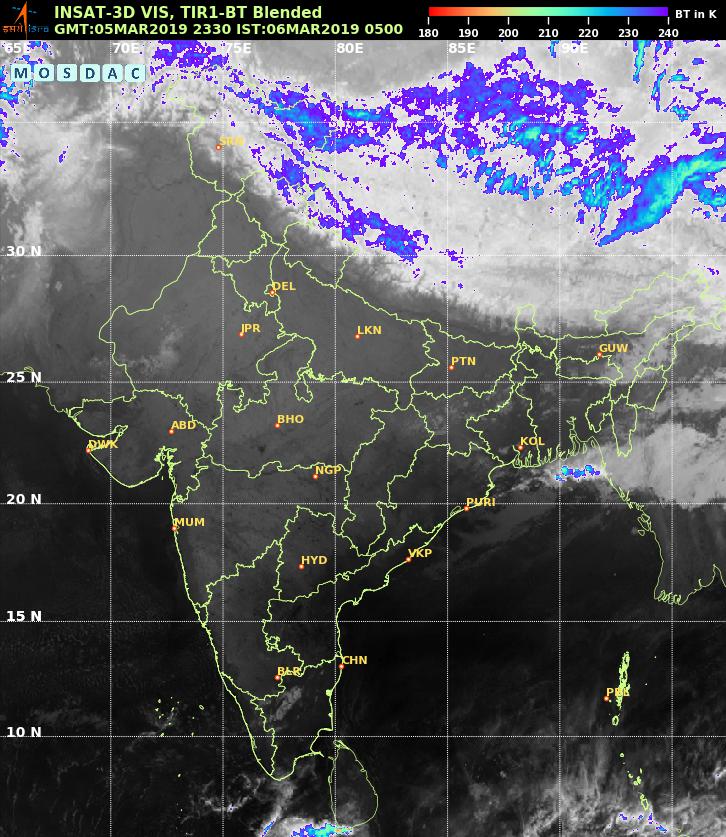 INSAT-3D VIS, TIR1-BT Blended
GMT:05MAR2019 2330 IST:06MAR2019 0500
BT in K
180 190 200 210 220 230 240
65E 70E 75E 80E 85E 90E
MOSDAC
SRN
30 N
DEL
JPR
LKN
GUW
PTN
25 N
ABD
BHO
DWK
KOL
NGP
20 N
PURI
MUM
VKP
HYD
15 N
CHN
BLR
PBL
10 N